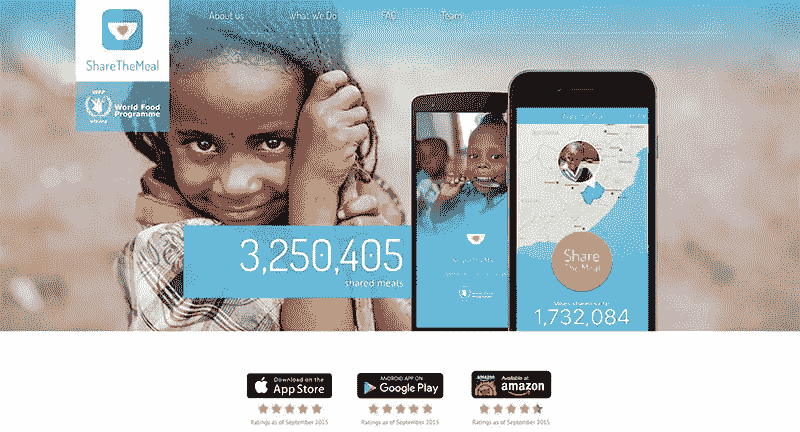 About us
What we Do
FAQ
Team
ShareTheMeal
WFP
World Food
Programme
wfp.org
3,250,405
shared meals
Share
The Meal
1,732,084
Download on the
App Store
ANDROID APP ON
Google Play
Available at
amazon
Ratings as of September 2015
Ratings as of September 2015
Ratings as of September 2015